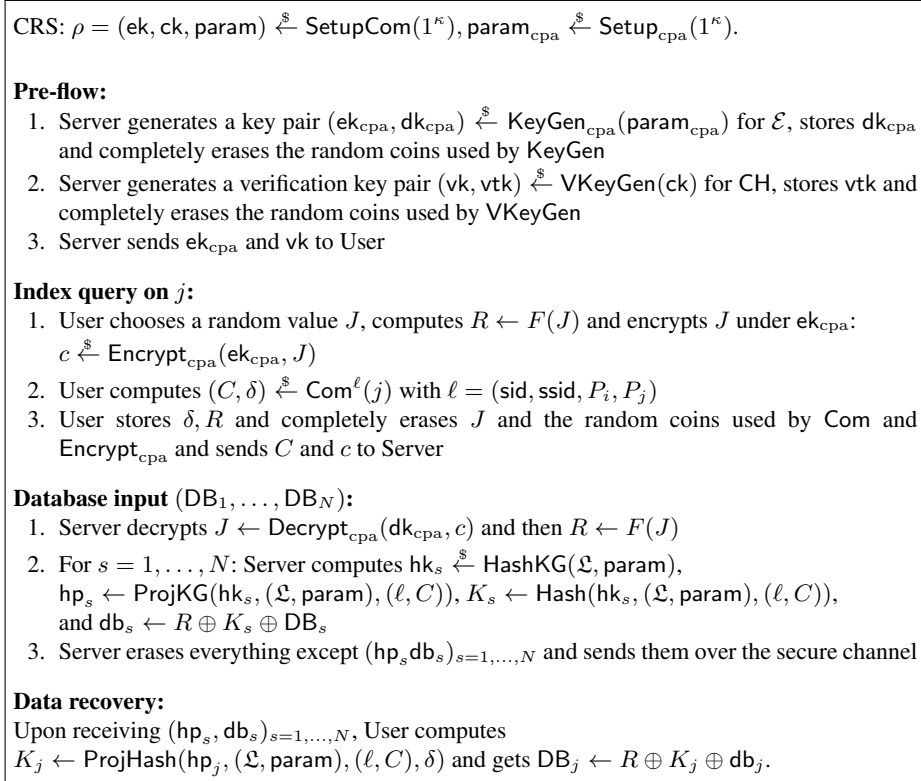 CRS: ρ = (ek, ck, param) $← SetupCom(1^κ), param_cpa $← Setup_cpa(1^κ).
Pre-flow:
1. Server generates a key pair (ek_cpa, dk_cpa) $← KeyGen_cpa(param_cpa) for ℰ, stores dk_cpa
and completely erases the random coins used by KeyGen
2. Server generates a verification key pair (vk, vtk) $← VKeyGen(ck) for CH, stores vtk and
completely erases the random coins used by VKeyGen
3. Server sends ek_cpa and vk to User
Index query on j:
1. User chooses a random value J, computes R ← F(J) and encrypts J under ek_cpa:
c $← Encrypt_cpa(ek_cpa, J)
2. User computes (C, δ) $← Com^ℓ(j) with ℓ = (sid, ssid, P_i, P_j)
3. User stores δ, R and completely erases J and the random coins used by Com and
Encrypt_cpa and sends C and c to Server
Database input (DB_1, . . . , DB_N):
1. Server decrypts J ← Decrypt_cpa(dk_cpa, c) and then R ← F(J)
2. For s = 1, . . . , N: Server computes hk_s $← HashKG(𝔏, param),
hp_s ← ProjKG(hk_s, (𝔏, param), (ℓ, C)), K_s ← Hash(hk_s, (𝔏, param), (ℓ, C)),
and db_s ← R ⊕ K_s ⊕ DB_s
3. Server erases everything except (hp_s db_s)_{s=1,...,N} and sends them over the secure channel
Data recovery:
Upon receiving (hp_s, db_s)_{s=1,...,N}, User computes
K_j ← ProjHash(hp_j, (𝔏, param), (ℓ, C), δ) and gets DB_j ← R ⊕ K_j ⊕ db_j.